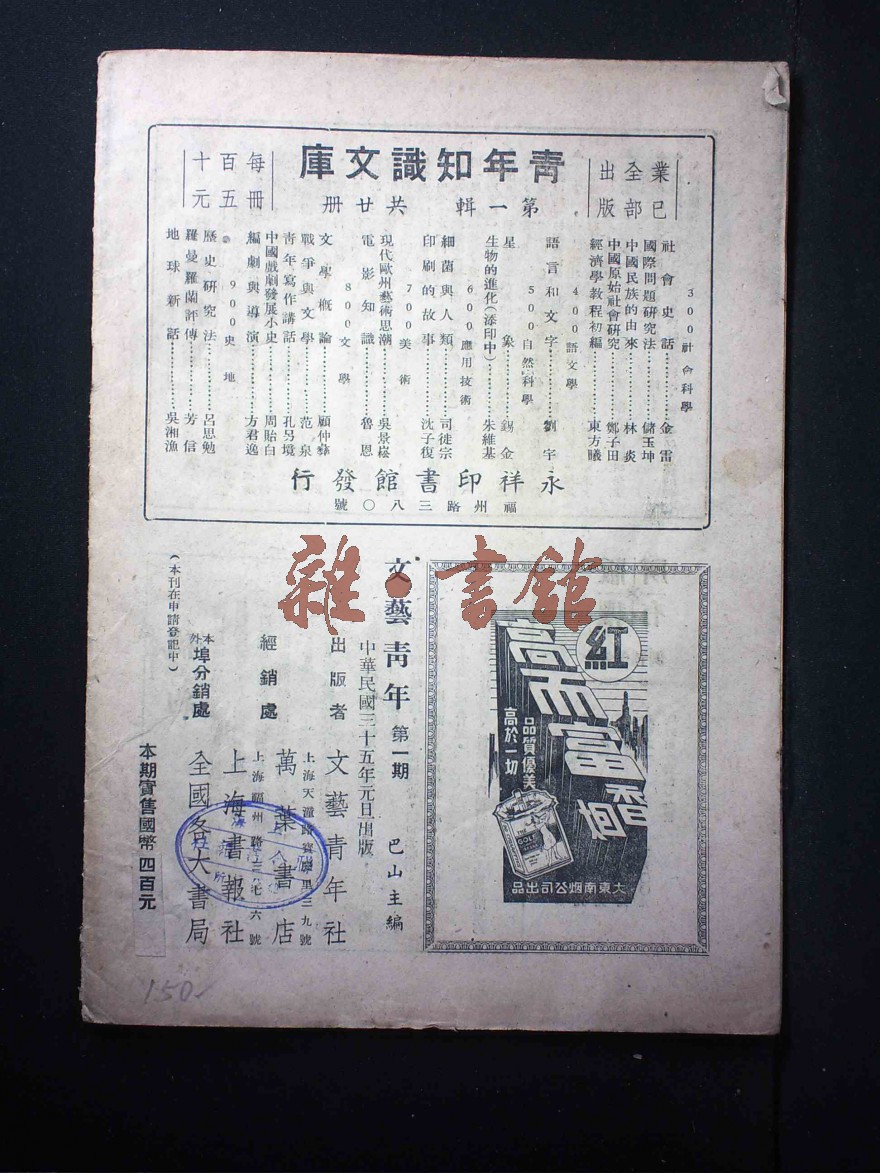 業已全部出版
青年知識文庫
每冊百五十元
第一輯 共廿冊
300社會科學
社會史話………金雷
國際問題研究法………儲玉坤
中國民族的由來………林炎
中國原始社會研究………鄭子田
經濟學教程初編………東方曦
400語文學
語言和文字………劉宇
500自然科學
星象………錫金
生物的進化(添印中)………朱維基
600應用技術
細菌與人類………司徒宗
印刷的故事………沈子復
700美術
現代歐州藝術思潮………吳景崧
電影知識………魯恩
800文學
文學概論………顧仲彝
戰爭與文學………范泉
青年寫作講話………孔另境
中國戲劇發展小史………周貽白
編劇與導演………方君逸
900史地
歷史研究法………呂思勉
羅曼羅蘭評傳………芳信
地球新話………吳湘漁
永祥印書館發行
福州路三八〇號
雜·書館
紅
高而富香烟
品質優美
高於一切
GOLF
大東南烟公司出品
文藝青年 第一期 巴山主編
中華民國三十五年元日出版
出版者 文藝青年社
經銷處 萬葉書店
上海書報社
本外埠分銷處 全國各大書局
(本刊在申請登記中)
本期實售國幣四百元
150